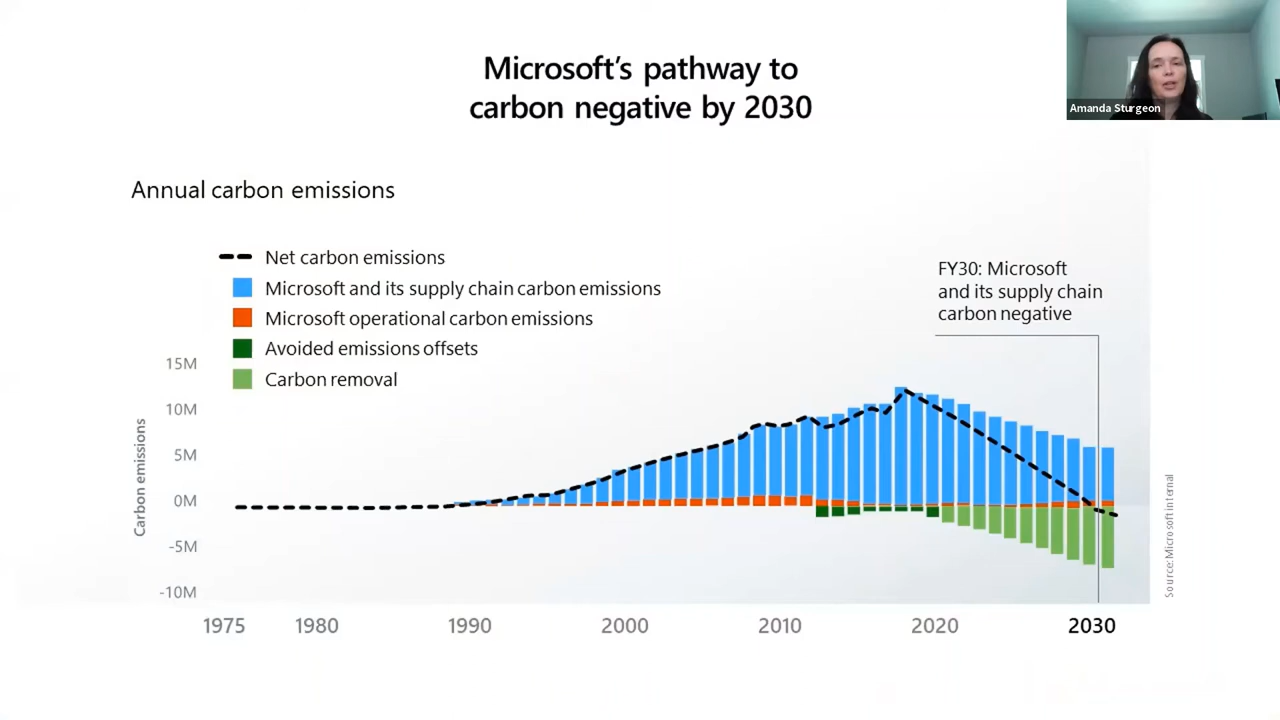 Microsoft's pathway to
carbon negative by 2030
Amanda Sturgeon
Annual carbon emissions
Net carbon emissions
Microsoft and its supply chain carbon emissions
Microsoft operational carbon emissions
Avoided emissions offsets
Carbon removal
FY30: Microsoft
and its supply chain
carbon negative
Carbon emissions
15M
10M
5M
0M
-5M
-10M
1975 1980 1990 2000 2010 2020 2030
Source: Microsoft internal